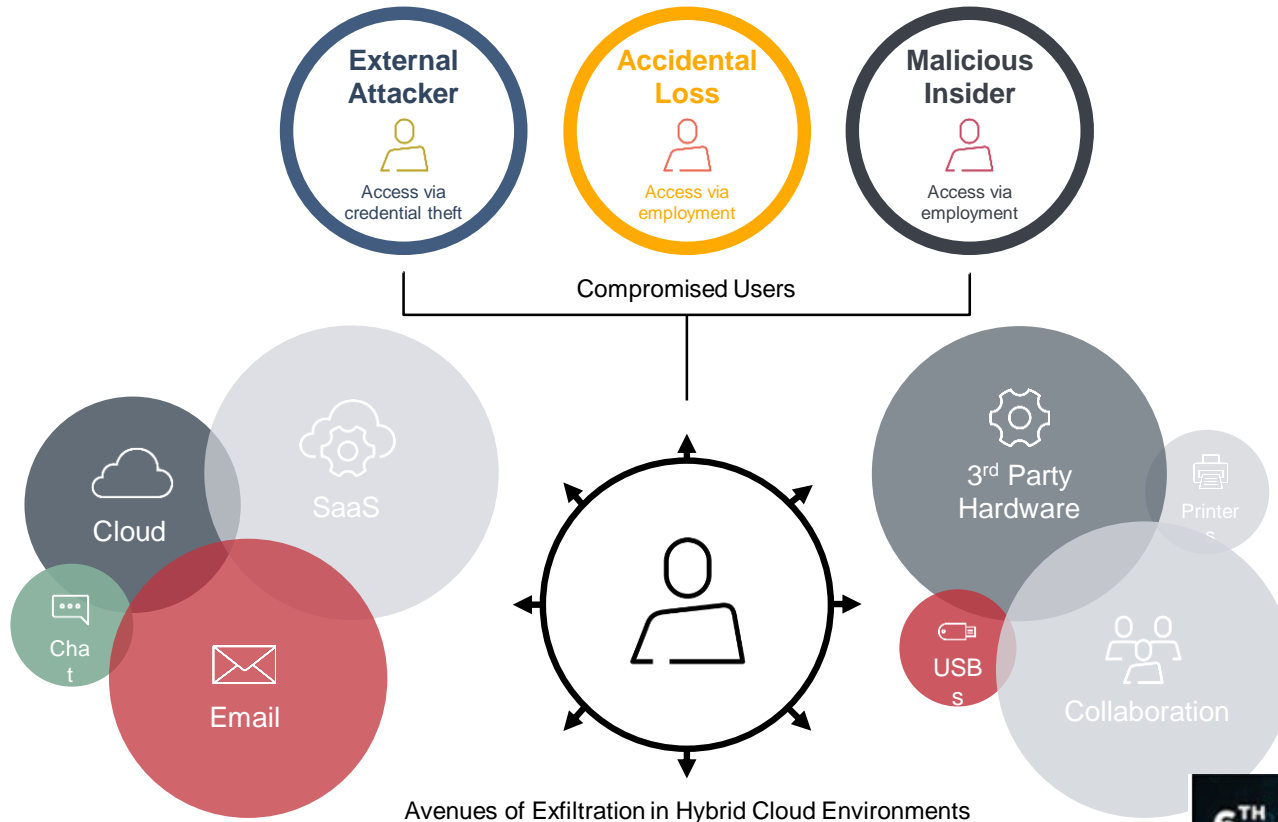 External
Attacker
Access via
credential theft
Accidental
Loss
Access via
employment
Malicious
Insider
Access via
employment
Compromised Users
Cloud
SaaS
Cha
t
Email
3rd Party
Hardware
Printer
s
USB
s
Collaboration
Avenues of Exfiltration in Hybrid Cloud Environments
6TH